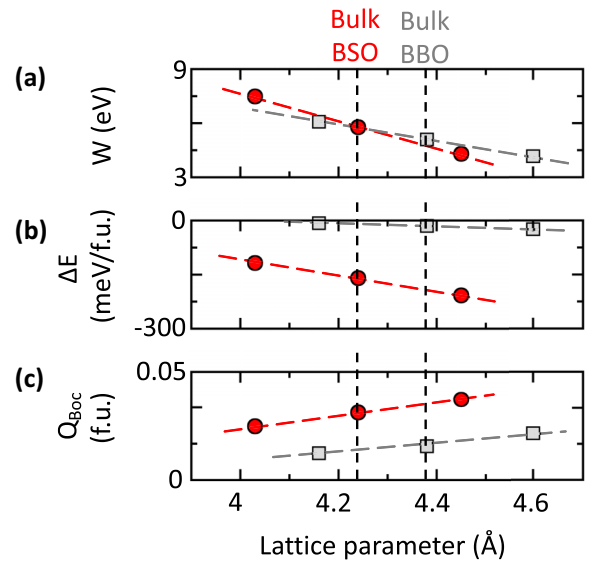 Bulk Bulk
BSO BBO
(a)
9
W (eV)
3
(b)
0
ΔE
(meV/f.u.)
-300
(c)
0.05
Q_Boc
(f.u.)
0
4 4.2 4.4 4.6
Lattice parameter (Å)